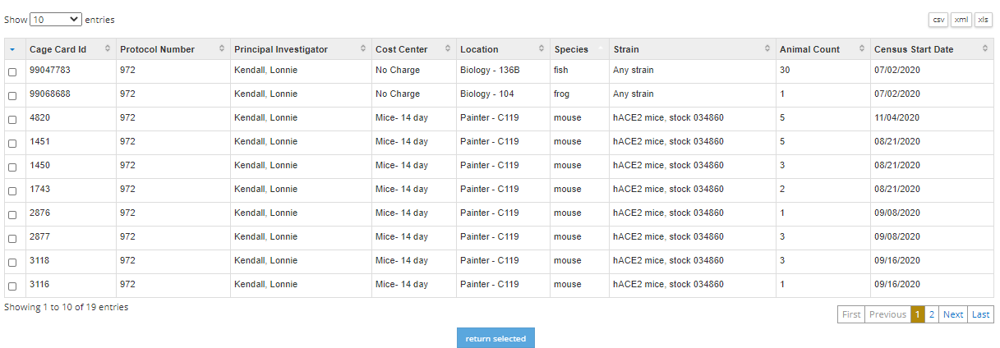 Show 10 entries csv xml xls
Cage Card Id Protocol Number Principal Investigator Cost Center Location Species Strain Animal Count Census Start Date
99047783 972 Kendall, Lonnie No Charge Biology - 136B fish Any strain 30 07/02/2020
99068688 972 Kendall, Lonnie No Charge Biology - 104 frog Any strain 1 07/02/2020
4820 972 Kendall, Lonnie Mice- 14 day Painter - C119 mouse hACE2 mice, stock 034860 5 11/04/2020
1451 972 Kendall, Lonnie Mice- 14 day Painter - C119 mouse hACE2 mice, stock 034860 5 08/21/2020
1450 972 Kendall, Lonnie Mice- 14 day Painter - C119 mouse hACE2 mice, stock 034860 3 08/21/2020
1743 972 Kendall, Lonnie Mice- 14 day Painter - C119 mouse hACE2 mice, stock 034860 2 08/21/2020
2876 972 Kendall, Lonnie Mice- 14 day Painter - C119 mouse hACE2 mice, stock 034860 1 09/08/2020
2877 972 Kendall, Lonnie Mice- 14 day Painter - C119 mouse hACE2 mice, stock 034860 3 09/08/2020
3118 972 Kendall, Lonnie Mice- 14 day Painter - C119 mouse hACE2 mice, stock 034860 3 09/16/2020
3116 972 Kendall, Lonnie Mice- 14 day Painter - C119 mouse hACE2 mice, stock 034860 1 09/16/2020
Showing 1 to 10 of 19 entries
First Previous 1 2 Next Last
return selected